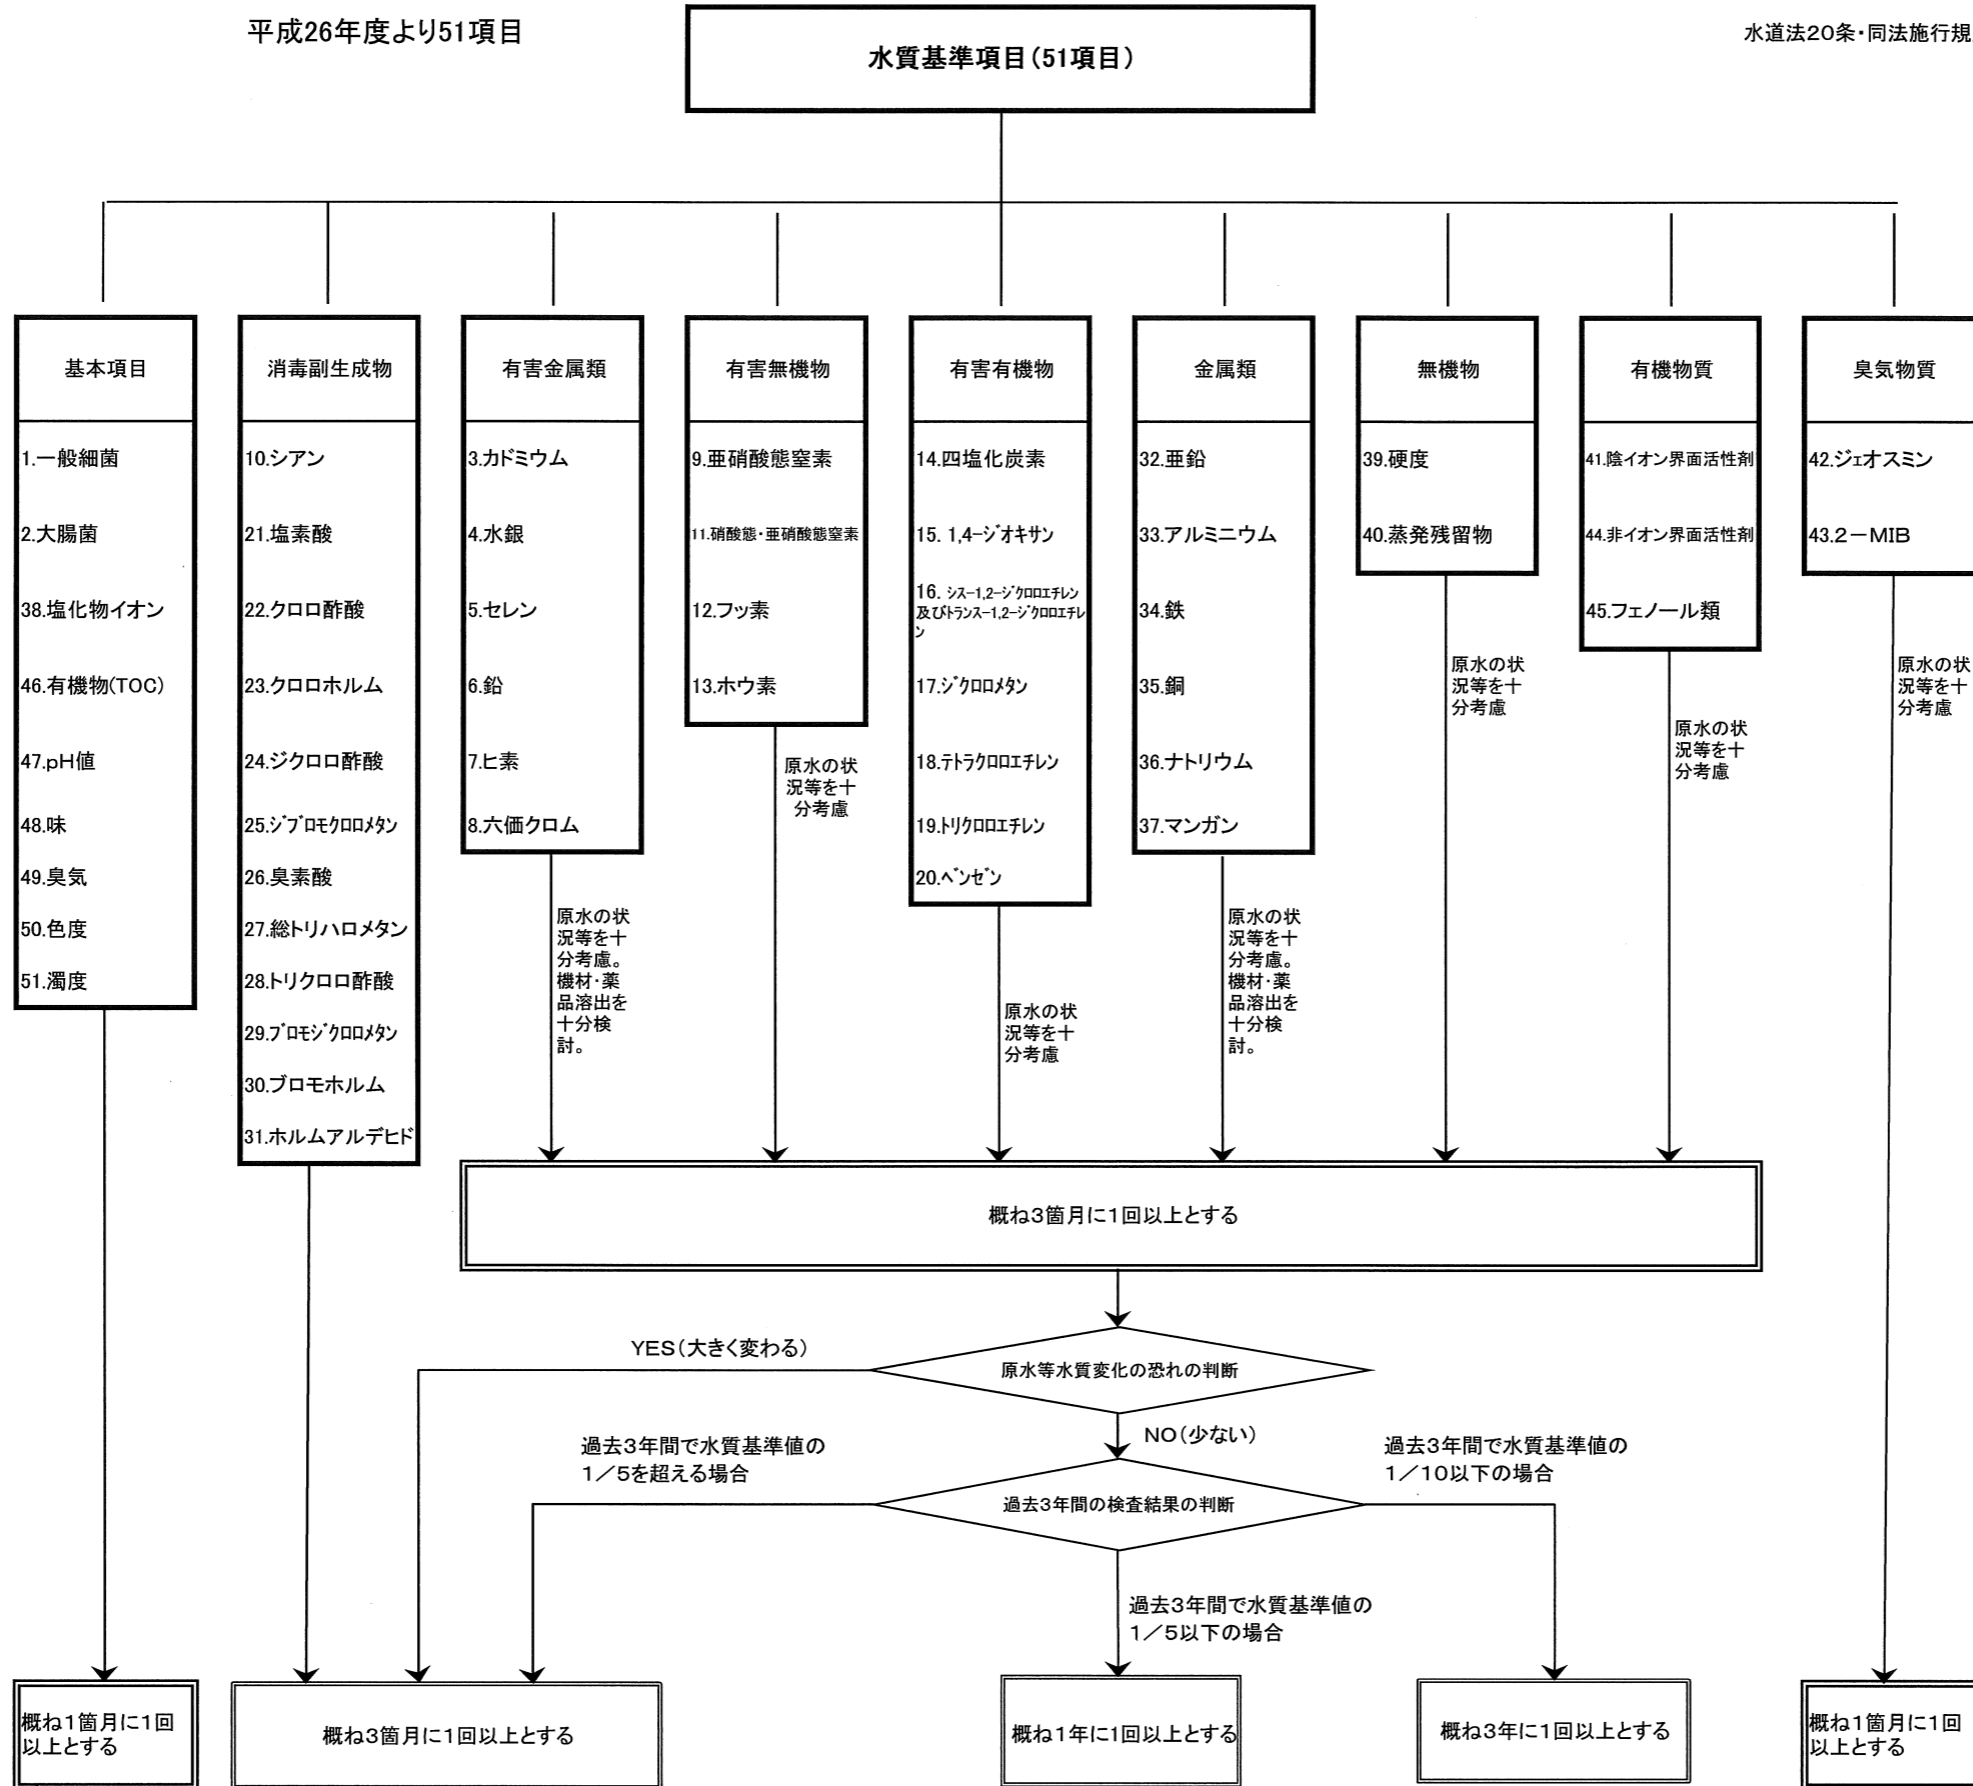 平成26年度より51項目
水質基準項目(51項目)
水道法20条・同法施行規
基本項目
1.一般細菌
2.大腸菌
38.塩化物イオン
46.有機物(TOC)
47.pH値
48.味
49.臭気
50.色度
51.濁度
消毒副生成物
10.シアン
21.塩素酸
22.クロロ酢酸
23.クロロホルム
24.ジクロロ酢酸
25.ジブロモクロロメタン
26.臭素酸
27.総トリハロメタン
28.トリクロロ酢酸
29.ブロモジクロロメタン
30.ブロモホルム
31.ホルムアルデヒド
有害金属類
3.カドミウム
4.水銀
5.セレン
6.鉛
7.ヒ素
8.六価クロム
原水の状
況等を十
分考慮。
機材・薬
品溶出を
十分検
討。
有害無機物
9.亜硝酸態窒素
11.硝酸態・亜硝酸態窒素
12.フッ素
13.ホウ素
原水の状
況等を十
分考慮
有害有機物
14.四塩化炭素
15. 1,4-ジオキサン
16. シス-1,2-ジクロロエチレン
及びトランス-1,2-ジクロロエチレ
ン
17.ジクロロメタン
18.テトラクロロエチレン
19.トリクロロエチレン
20.ベンゼン
原水の状
況等を十
分考慮
金属類
32.亜鉛
33.アルミニウム
34.鉄
35.銅
36.ナトリウム
37.マンガン
原水の状
況等を十
分考慮。
機材・薬
品溶出を
十分検
討。
無機物
39.硬度
40.蒸発残留物
原水の状
況等を十
分考慮
有機物質
41.陰イオン界面活性剤
44.非イオン界面活性剤
45.フェノール類
原水の状
況等を十
分考慮
臭気物質
42.ジェオスミン
43.2-MIB
原水の状
況等を十
分考慮
概ね3箇月に1回以上とする
YES(大きく変わる)
原水等水質変化の恐れの判断
NO(少ない)
過去3年間で水質基準値の
1/5を超える場合
過去3年間の検査結果の判断
過去3年間で水質基準値の
1/10以下の場合
過去3年間で水質基準値の
1/5以下の場合
概ね1箇月に1回
以上とする
概ね3箇月に1回以上とする
概ね1年に1回以上とする
概ね3年に1回以上とする
概ね1箇月に1回
以上とする